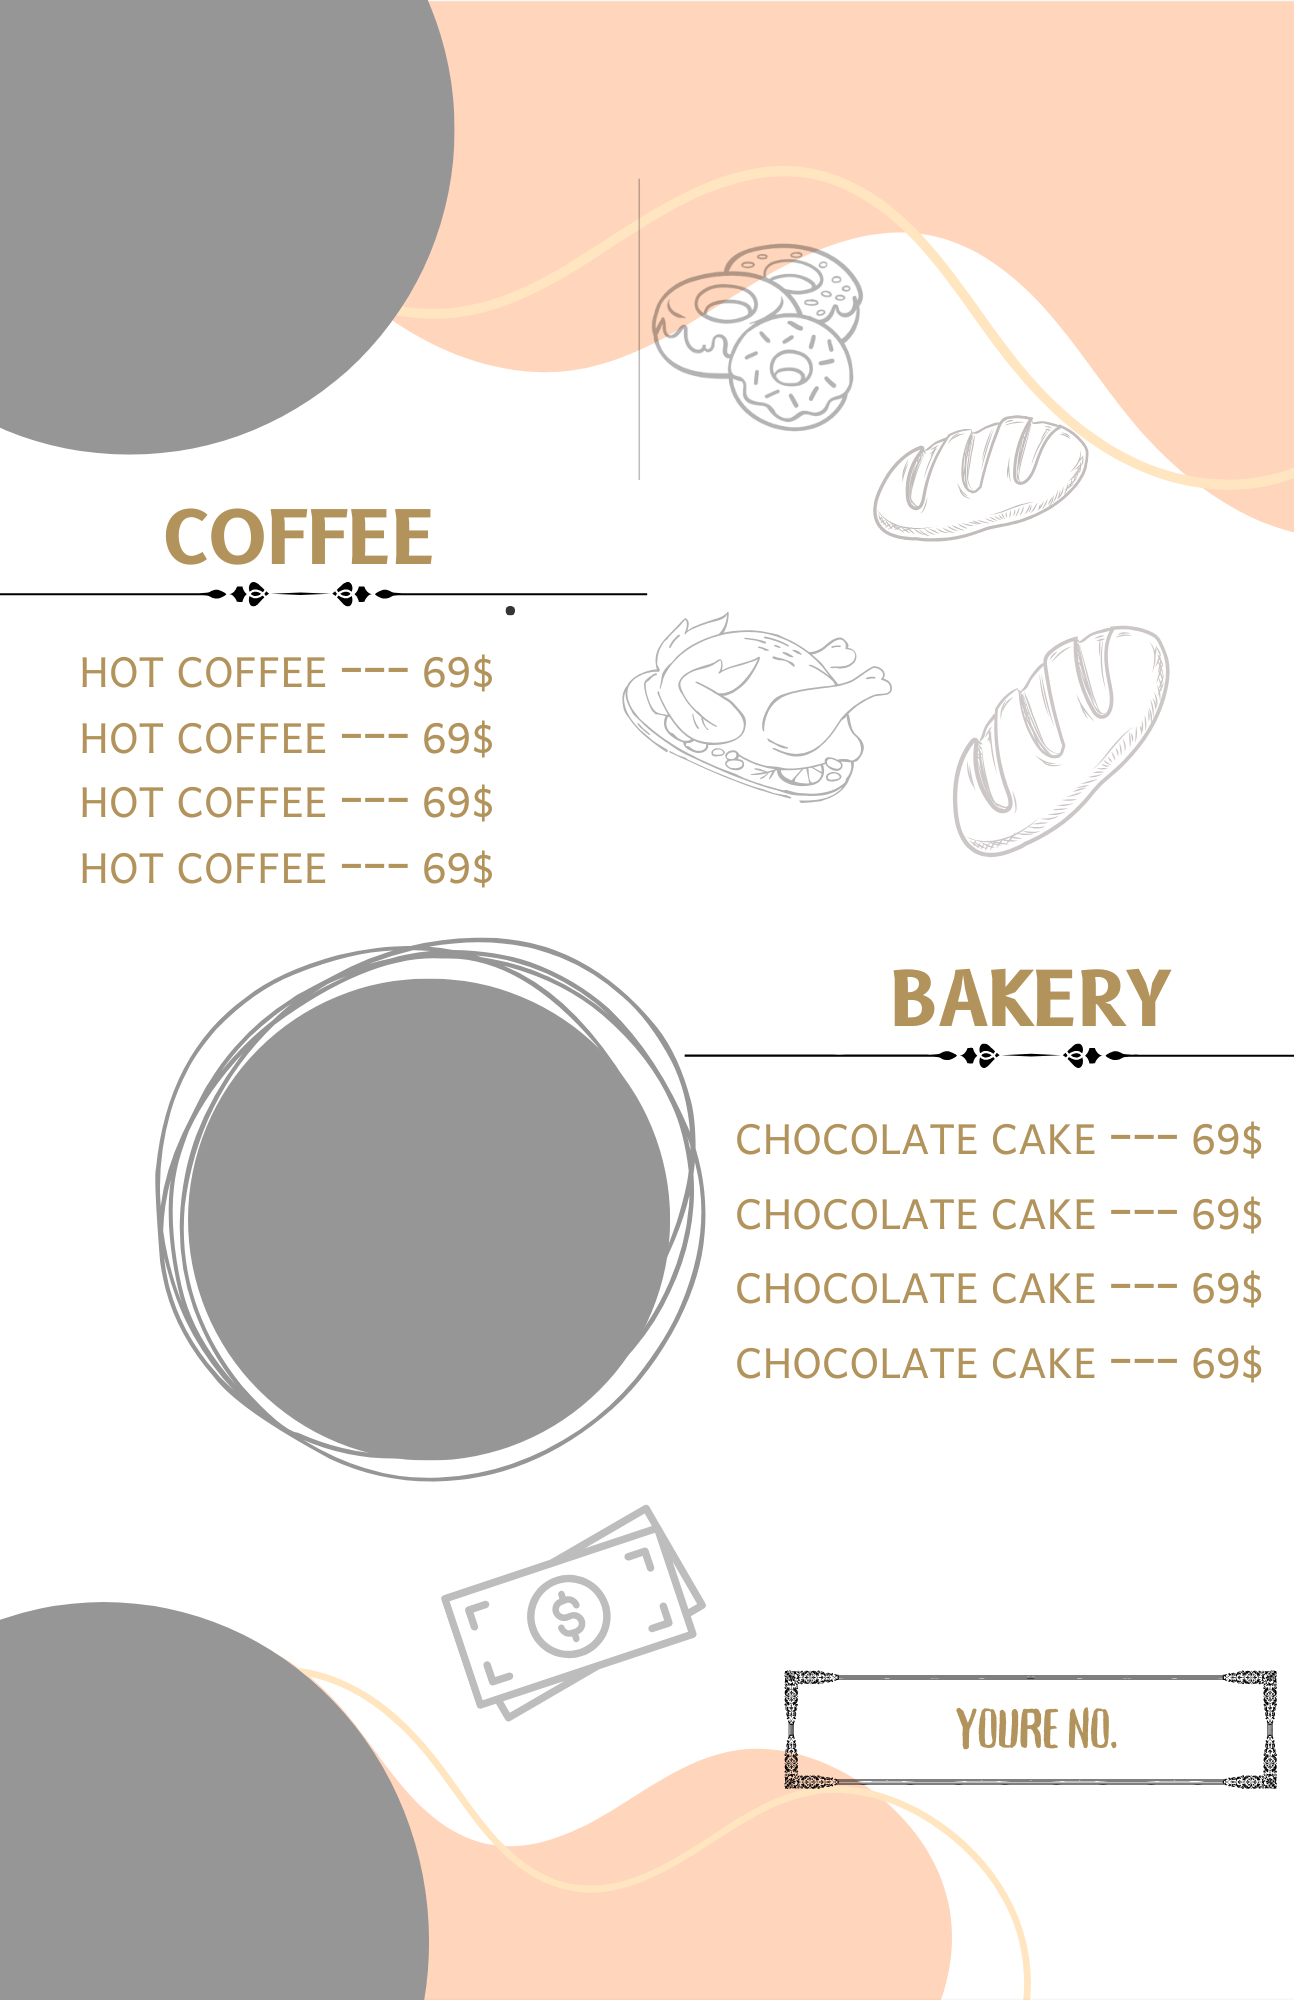 COFFEE
HOT COFFEE --- 69$
HOT COFFEE --- 69$
HOT COFFEE --- 69$
HOT COFFEE --- 69$
BAKERY
CHOCOLATE CAKE --- 69$
CHOCOLATE CAKE --- 69$
CHOCOLATE CAKE --- 69$
CHOCOLATE CAKE --- 69$
$
YOURE NO.